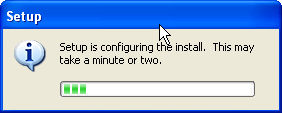 Setup
Setup is configuring the install.  This may
take a minute or two.